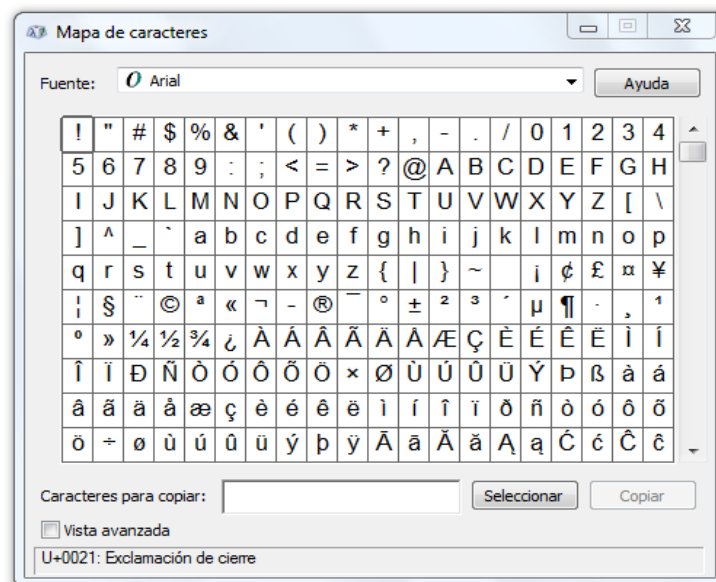 Mapa de caracteres
Fuente: O Arial Ayuda
! " # $ % & ' ( ) * + , - . / 0 1 2 3 4
5 6 7 8 9 : ; < = > ? @ A B C D E F G H
I J K L M N O P Q R S T U V W X Y Z [ \
] ^ _ ` a b c d e f g h i j k l m n o p
q r s t u v w x y z { | } ~ ¡ ¢ £ ¤ ¥
¦ § ¨ © ª « ¬ - ® ¯ ° ± ² ³ ´ µ ¶ · ¸ ¹
º » ¼ ½ ¾ ¿ À Á Â Ã Ä Å Æ Ç È É Ê Ë Ì Í
Î Ï Ð Ñ Ò Ó Ô Õ Ö × Ø Ù Ú Û Ü Ý Þ ß à á
â ã ä å æ ç è é ê ë ì í î ï ð ñ ò ó ô õ
ö ÷ ø ù ú û ü ý þ ÿ Ā ā Ă ă Ą ą Ć ć Ĉ ĉ
Caracteres para copiar: Seleccionar Copiar
Vista avanzada
U+0021: Exclamación de cierre